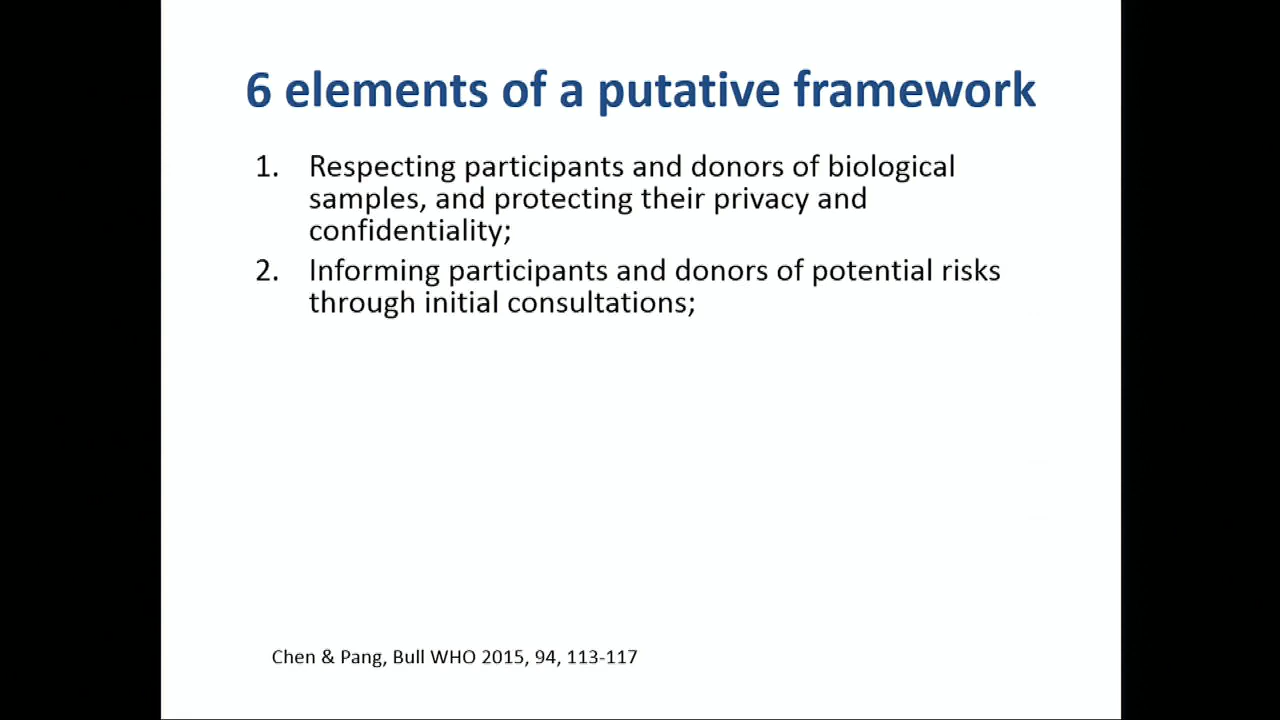 6 elements of a putative framework
1. Respecting participants and donors of biological
samples, and protecting their privacy and
confidentiality;
2. Informing participants and donors of potential risks
through initial consultations;
Chen & Pang, Bull WHO 2015, 94, 113-117